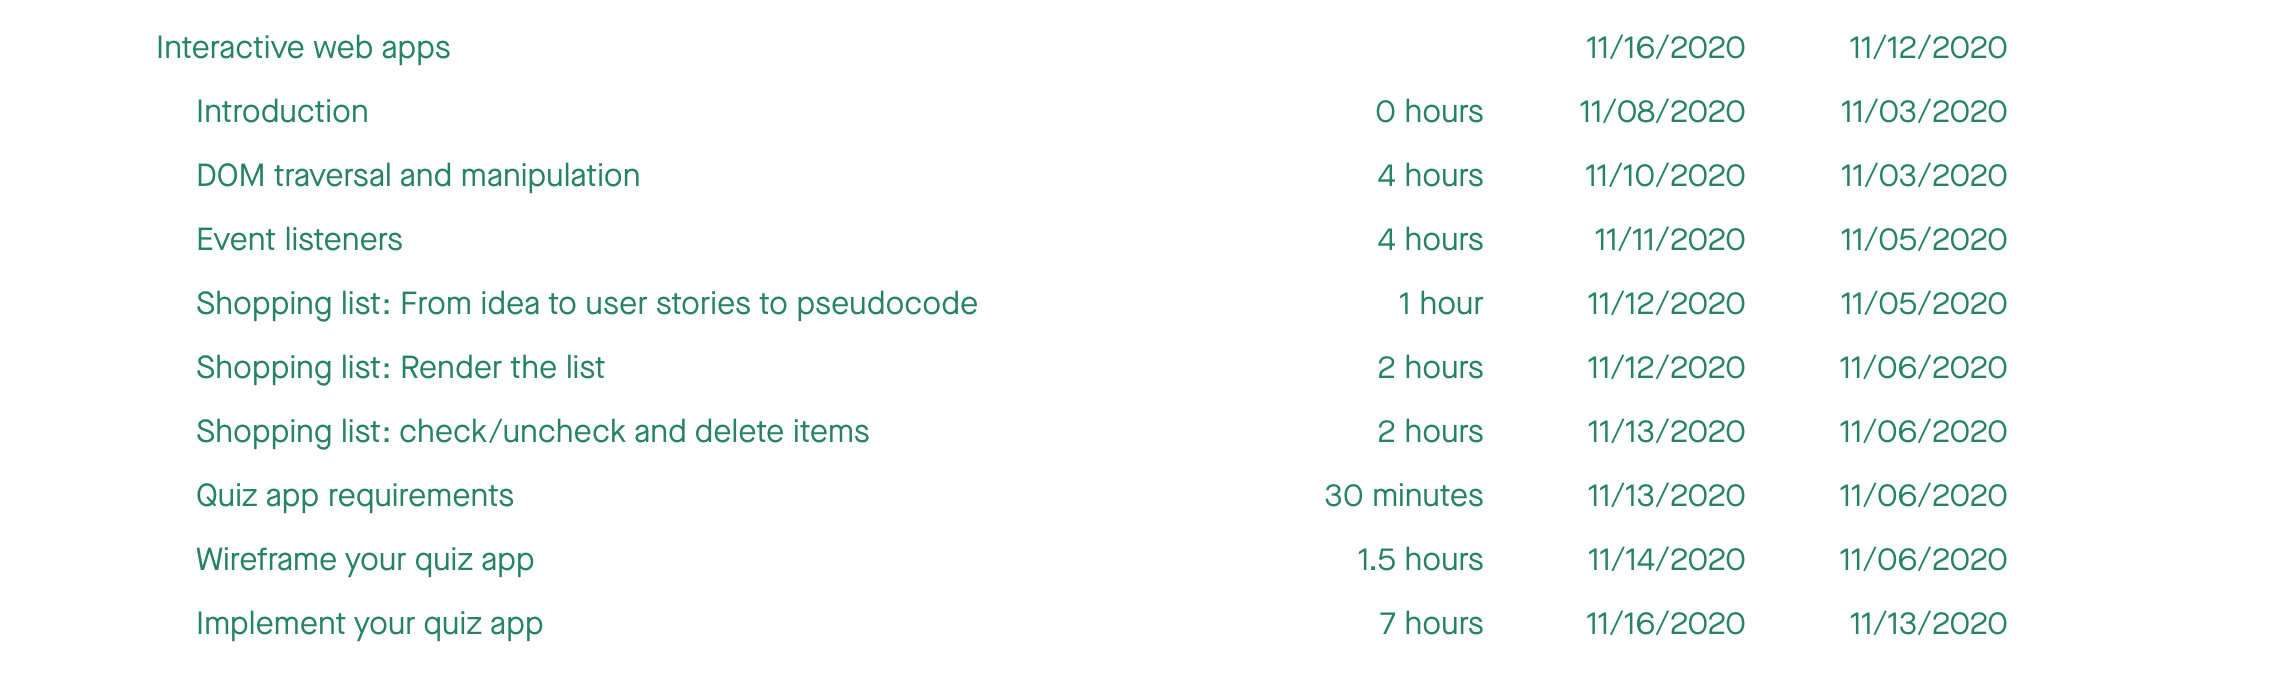 Interactive web apps 11/16/2020 11/12/2020
Introduction 0 hours 11/08/2020 11/03/2020
DOM traversal and manipulation 4 hours 11/10/2020 11/03/2020
Event listeners 4 hours 11/11/2020 11/05/2020
Shopping list: From idea to user stories to pseudocode 1 hour 11/12/2020 11/05/2020
Shopping list: Render the list 2 hours 11/12/2020 11/06/2020
Shopping list: check/uncheck and delete items 2 hours 11/13/2020 11/06/2020
Quiz app requirements 30 minutes 11/13/2020 11/06/2020
Wireframe your quiz app 1.5 hours 11/14/2020 11/06/2020
Implement your quiz app 7 hours 11/16/2020 11/13/2020